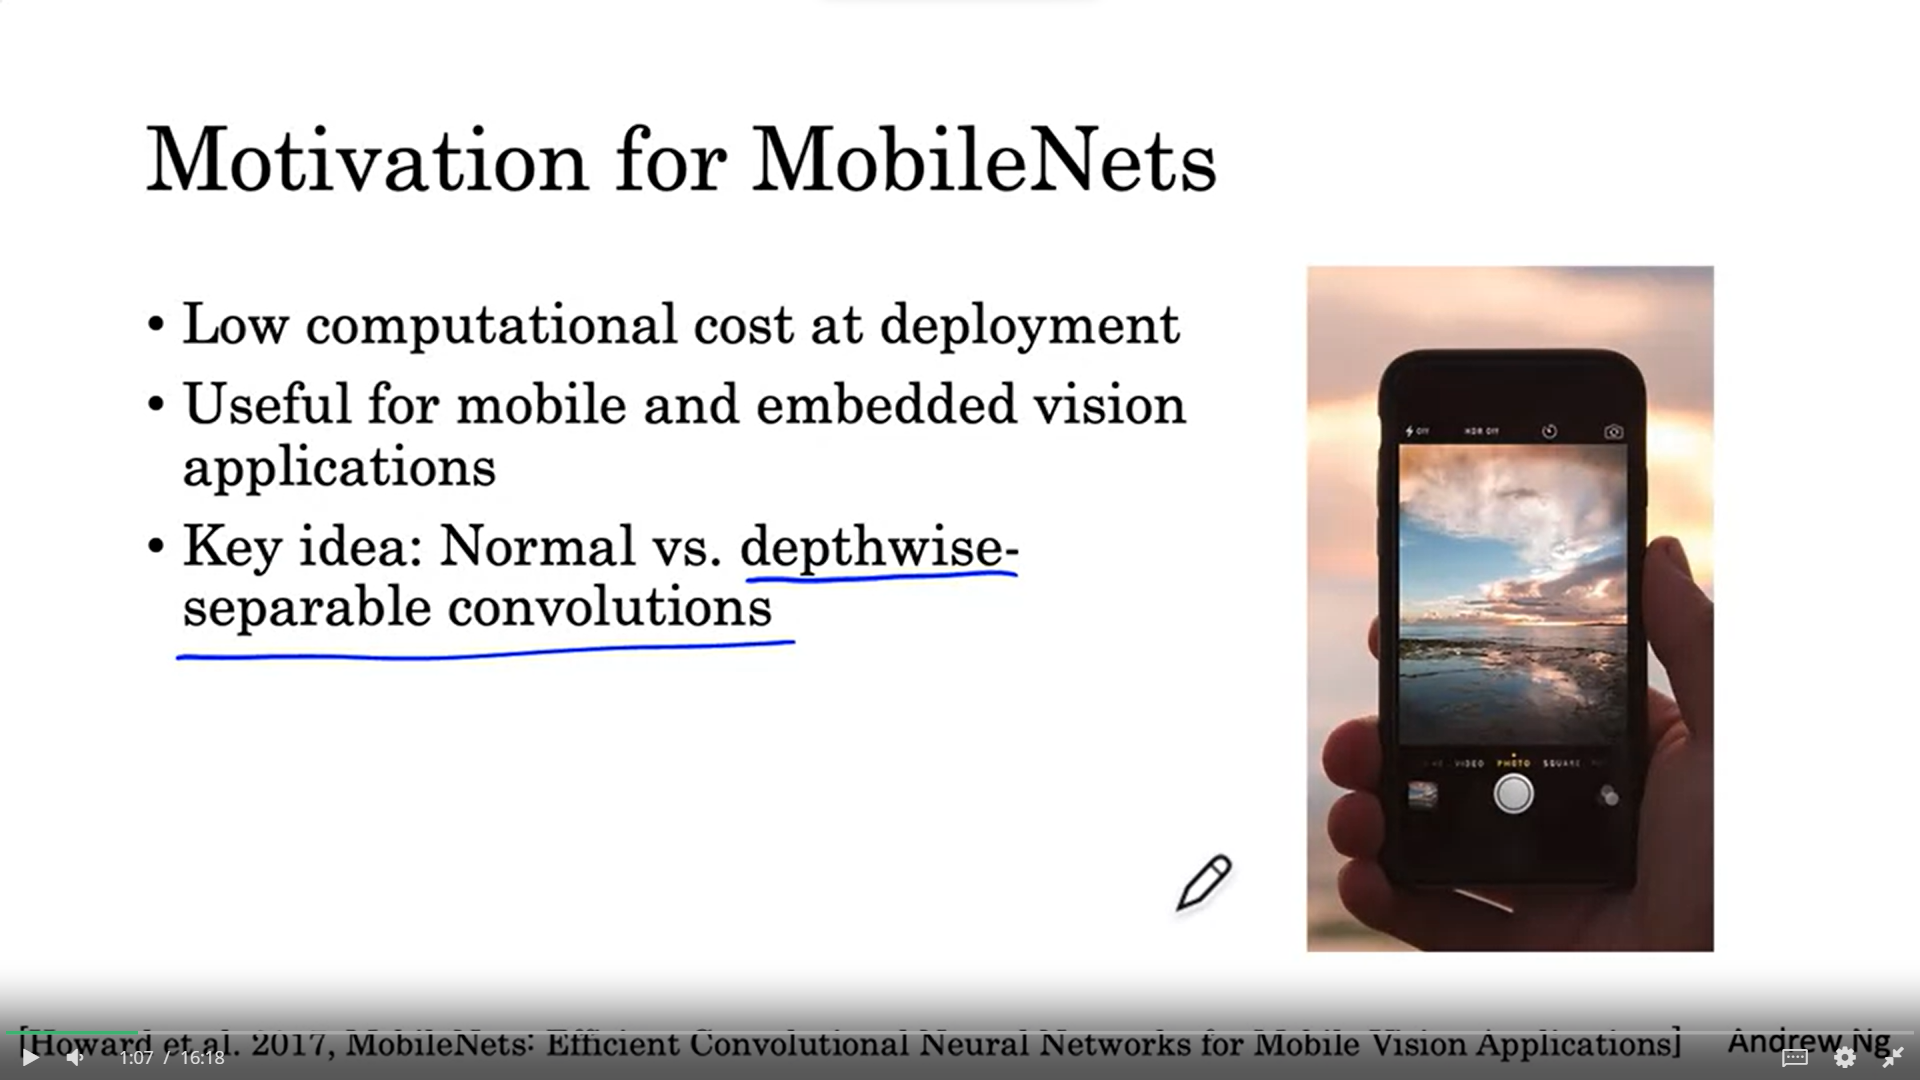 Motivation for MobileNets
• Low computational cost at deployment
• Useful for mobile and embedded vision
applications
• Key idea: Normal vs. depthwise-
separable convolutions
Off
HDR Off
VIDEO PHOTO SQUARE
[Howard et al. 2017, MobileNets: Efficient Convolutional Neural Networks for Mobile Vision Applications]
Andrew Ng
1:07 / 16:18